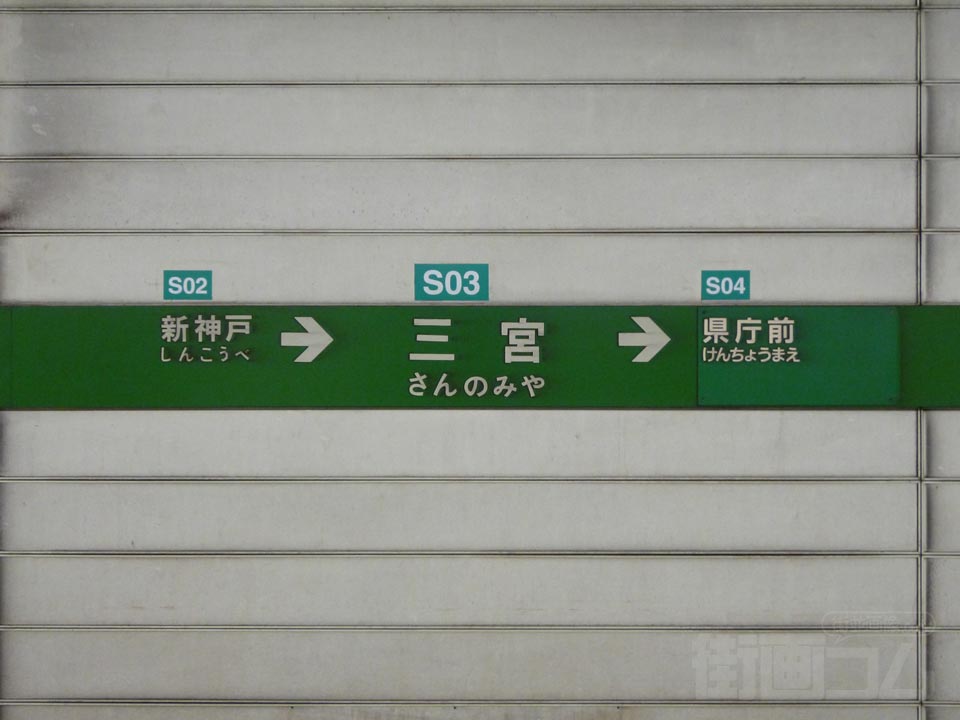 S02
新神戸
しんこうべ
S03
三宮
さんのみや
S04
県庁前
けんちょうまえ
街画コム